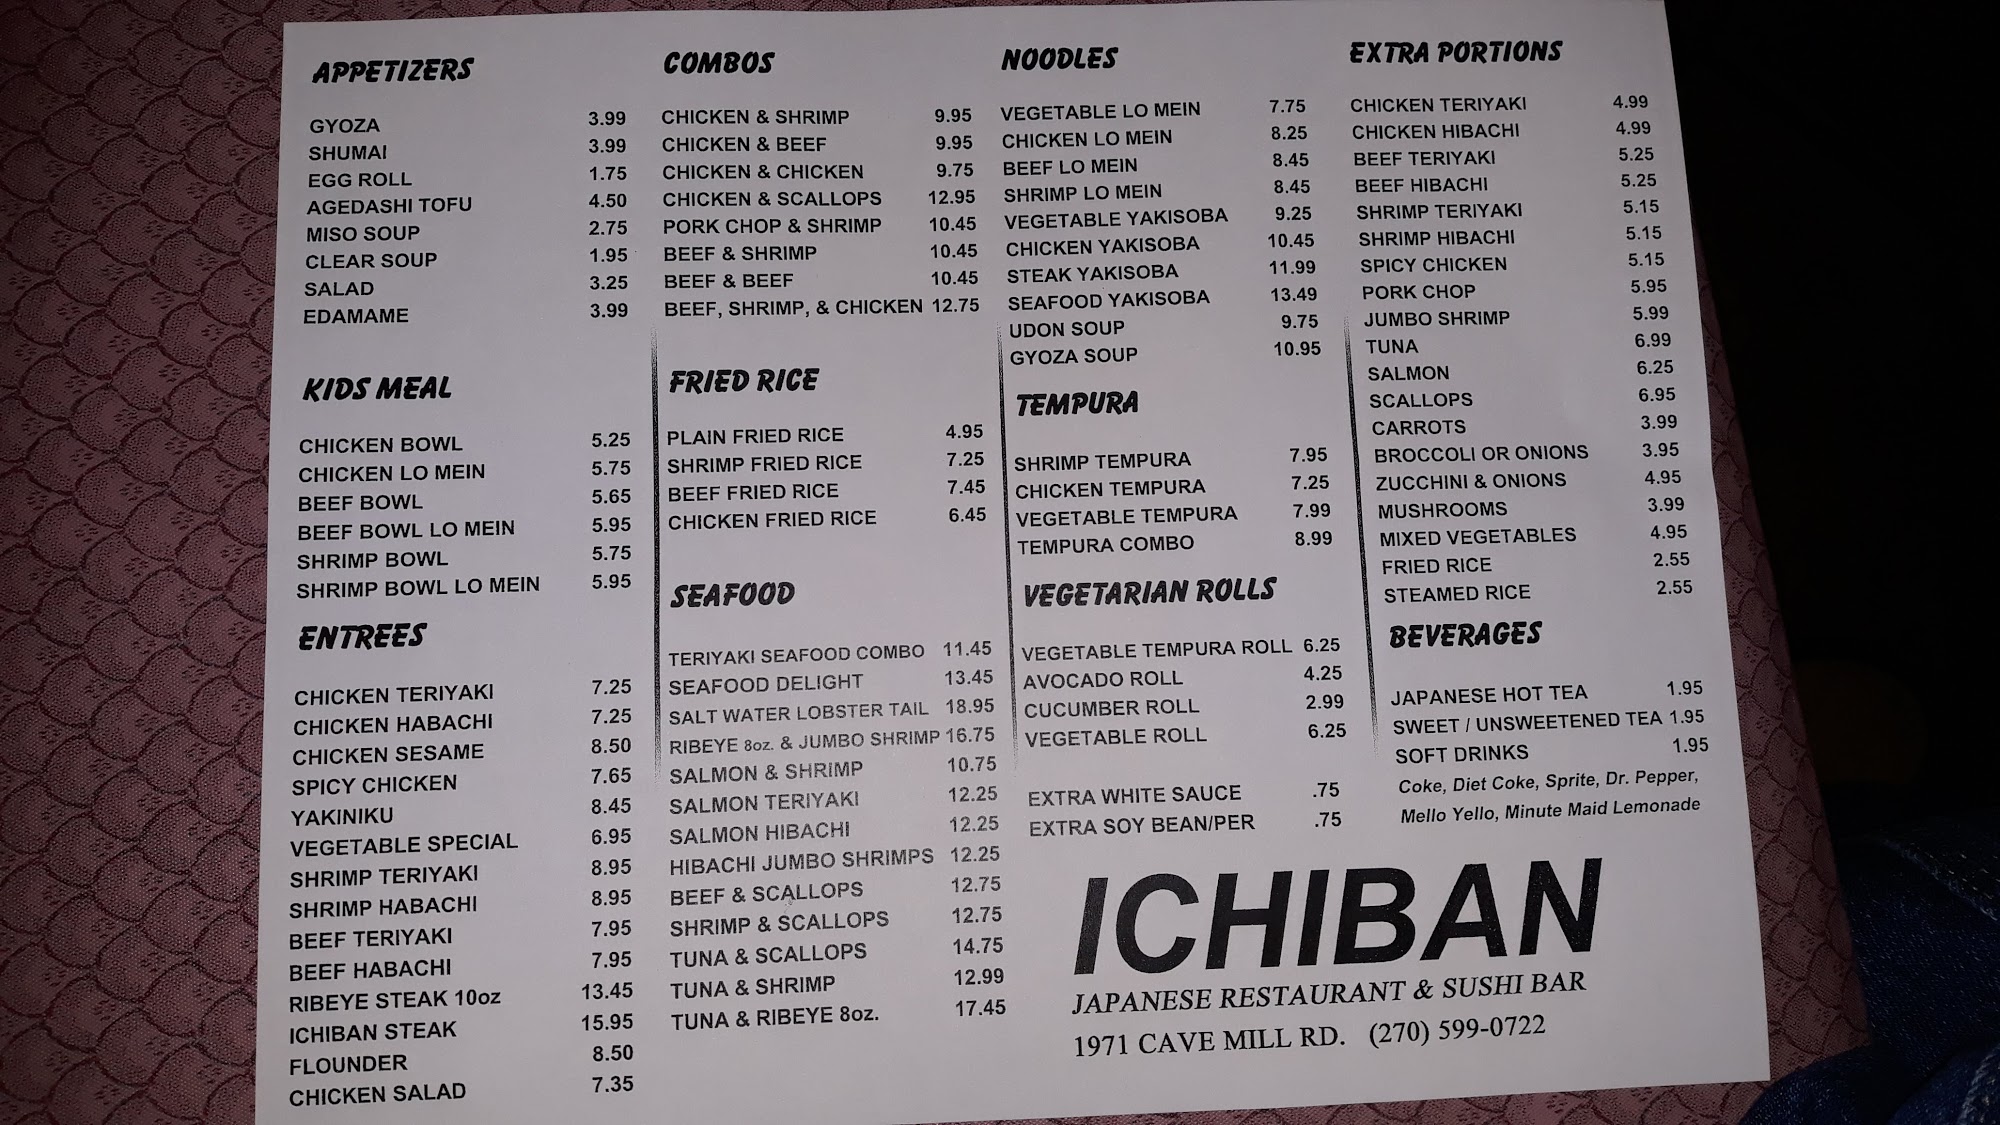 APPETIZERS
GYOZA 3.99
SHUMAI 3.99
EGG ROLL 1.75
AGEDASHI TOFU 4.50
MISO SOUP 2.75
CLEAR SOUP 1.95
SALAD 3.25
EDAMAME 3.99
KIDS MEAL
CHICKEN BOWL 5.25
CHICKEN LO MEIN 5.75
BEEF BOWL 5.65
BEEF BOWL LO MEIN 5.95
SHRIMP BOWL 5.75
SHRIMP BOWL LO MEIN 5.95
ENTREES
CHICKEN TERIYAKI 7.25
CHICKEN HABACHI 7.25
CHICKEN SESAME 8.50
SPICY CHICKEN 7.65
YAKINIKU 8.45
VEGETABLE SPECIAL 6.95
SHRIMP TERIYAKI 8.95
SHRIMP HABACHI 8.95
BEEF TERIYAKI 7.95
BEEF HABACHI 7.95
RIBEYE STEAK 10oz 13.45
ICHIBAN STEAK 15.95
FLOUNDER 8.50
CHICKEN SALAD 7.35
COMBOS
CHICKEN & SHRIMP 9.95
CHICKEN & BEEF 9.95
CHICKEN & CHICKEN 9.75
CHICKEN & SCALLOPS 12.95
PORK CHOP & SHRIMP 10.45
BEEF & SHRIMP 10.45
BEEF & BEEF 10.45
BEEF, SHRIMP, & CHICKEN 12.75
FRIED RICE
PLAIN FRIED RICE 4.95
SHRIMP FRIED RICE 7.25
BEEF FRIED RICE 7.45
CHICKEN FRIED RICE 6.45
SEAFOOD
TERIYAKI SEAFOOD COMBO 11.45
SEAFOOD DELIGHT 13.45
SALT WATER LOBSTER TAIL 18.95
RIBEYE 8oz. & JUMBO SHRIMP 16.75
SALMON & SHRIMP 10.75
SALMON TERIYAKI 12.25
SALMON HIBACHI 12.25
HIBACHI JUMBO SHRIMPS 12.25
BEEF & SCALLOPS 12.75
SHRIMP & SCALLOPS 12.75
TUNA & SCALLOPS 14.75
TUNA & SHRIMP 12.99
TUNA & RIBEYE 8oz. 17.45
NOODLES
VEGETABLE LO MEIN 7.75
CHICKEN LO MEIN 8.25
BEEF LO MEIN 8.45
SHRIMP LO MEIN 8.45
VEGETABLE YAKISOBA 9.25
CHICKEN YAKISOBA 10.45
STEAK YAKISOBA 11.99
SEAFOOD YAKISOBA 13.49
UDON SOUP 9.75
GYOZA SOUP 10.95
TEMPURA
SHRIMP TEMPURA 7.95
CHICKEN TEMPURA 7.25
VEGETABLE TEMPURA 7.99
TEMPURA COMBO 8.99
VEGETARIAN ROLLS
VEGETABLE TEMPURA ROLL 6.25
AVOCADO ROLL 4.25
CUCUMBER ROLL 2.99
VEGETABLE ROLL 6.25
EXTRA WHITE SAUCE .75
EXTRA SOY BEAN/PER .75
EXTRA PORTIONS
CHICKEN TERIYAKI 4.99
CHICKEN HIBACHI 4.99
BEEF TERIYAKI 5.25
BEEF HIBACHI 5.25
SHRIMP TERIYAKI 5.15
SHRIMP HIBACHI 5.15
SPICY CHICKEN 5.15
PORK CHOP 5.95
JUMBO SHRIMP 5.99
TUNA 6.99
SALMON 6.25
SCALLOPS 6.95
CARROTS 3.99
BROCCOLI OR ONIONS 3.95
ZUCCHINI & ONIONS 4.95
MUSHROOMS 3.99
MIXED VEGETABLES 4.95
FRIED RICE 2.55
STEAMED RICE 2.55
BEVERAGES
JAPANESE HOT TEA 1.95
SWEET / UNSWEETENED TEA 1.95
SOFT DRINKS 1.95
Coke, Diet Coke, Sprite, Dr. Pepper,
Mello Yello, Minute Maid Lemonade
ICHIBAN
JAPANESE RESTAURANT & SUSHI BAR
1971 CAVE MILL RD. (270) 599-0722